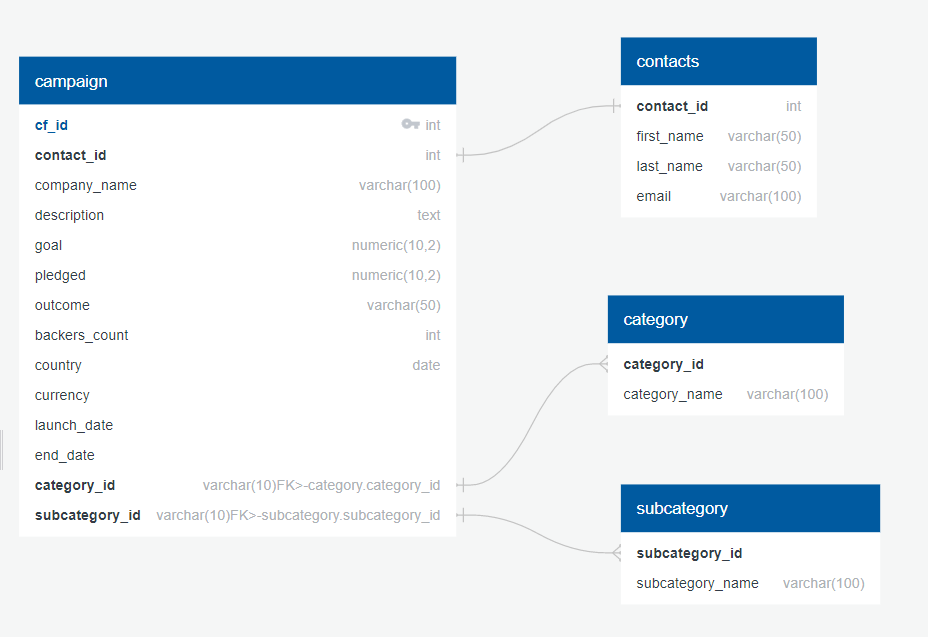 campaign
cf_id int
contact_id int
company_name varchar(100)
description text
goal numeric(10,2)
pledged numeric(10,2)
outcome varchar(50)
backers_count int
country date
currency
launch_date
end_date
category_id varchar(10)FK>-category.category_id
subcategory_id varchar(10)FK>-subcategory.subcategory_id
contacts
contact_id int
first_name varchar(50)
last_name varchar(50)
email varchar(100)
category
category_id
category_name varchar(100)
subcategory
subcategory_id
subcategory_name varchar(100)